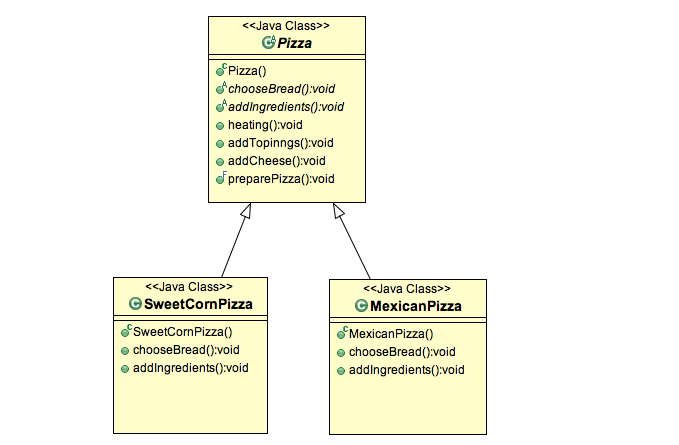 <<Java Class>>
Pizza
Pizza()
chooseBread():void
addIngredients():void
heating():void
addTopinngs():void
addCheese():void
preparePizza():void
<<Java Class>>
SweetCornPizza
SweetCornPizza()
chooseBread():void
addIngredients():void
<<Java Class>>
MexicanPizza
MexicanPizza()
chooseBread():void
addIngredients():void